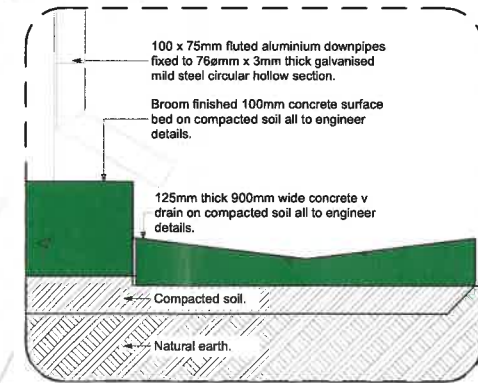 100 x 75mm fluted aluminium downpipes
fixed to 76ømm x 3mm thick galvanised
mild steel circular hollow section.
Broom finished 100mm concrete surface
bed on compacted soil all to engineer
details.
125mm thick 900mm wide concrete v
drain on compacted soil all to engineer
details.
Compacted soil.
Natural earth.